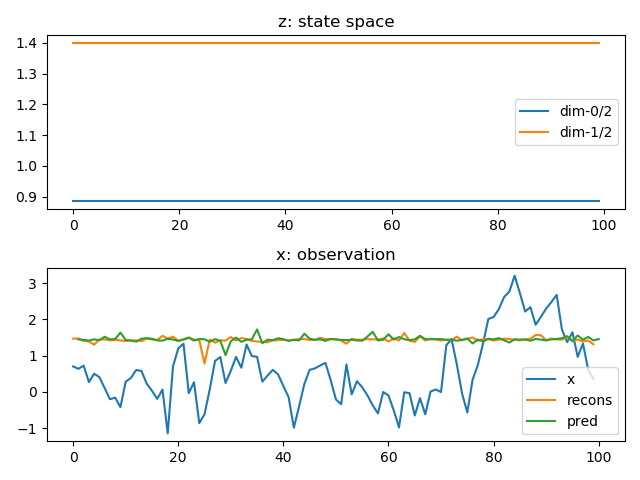 z: state space
1.4
1.3
1.2
1.1
1.0
0.9
dim-0/2
dim-1/2
0 20 40 60 80 100
x: observation
3
2
1
0
−1
x
recons
pred
0 20 40 60 80 100